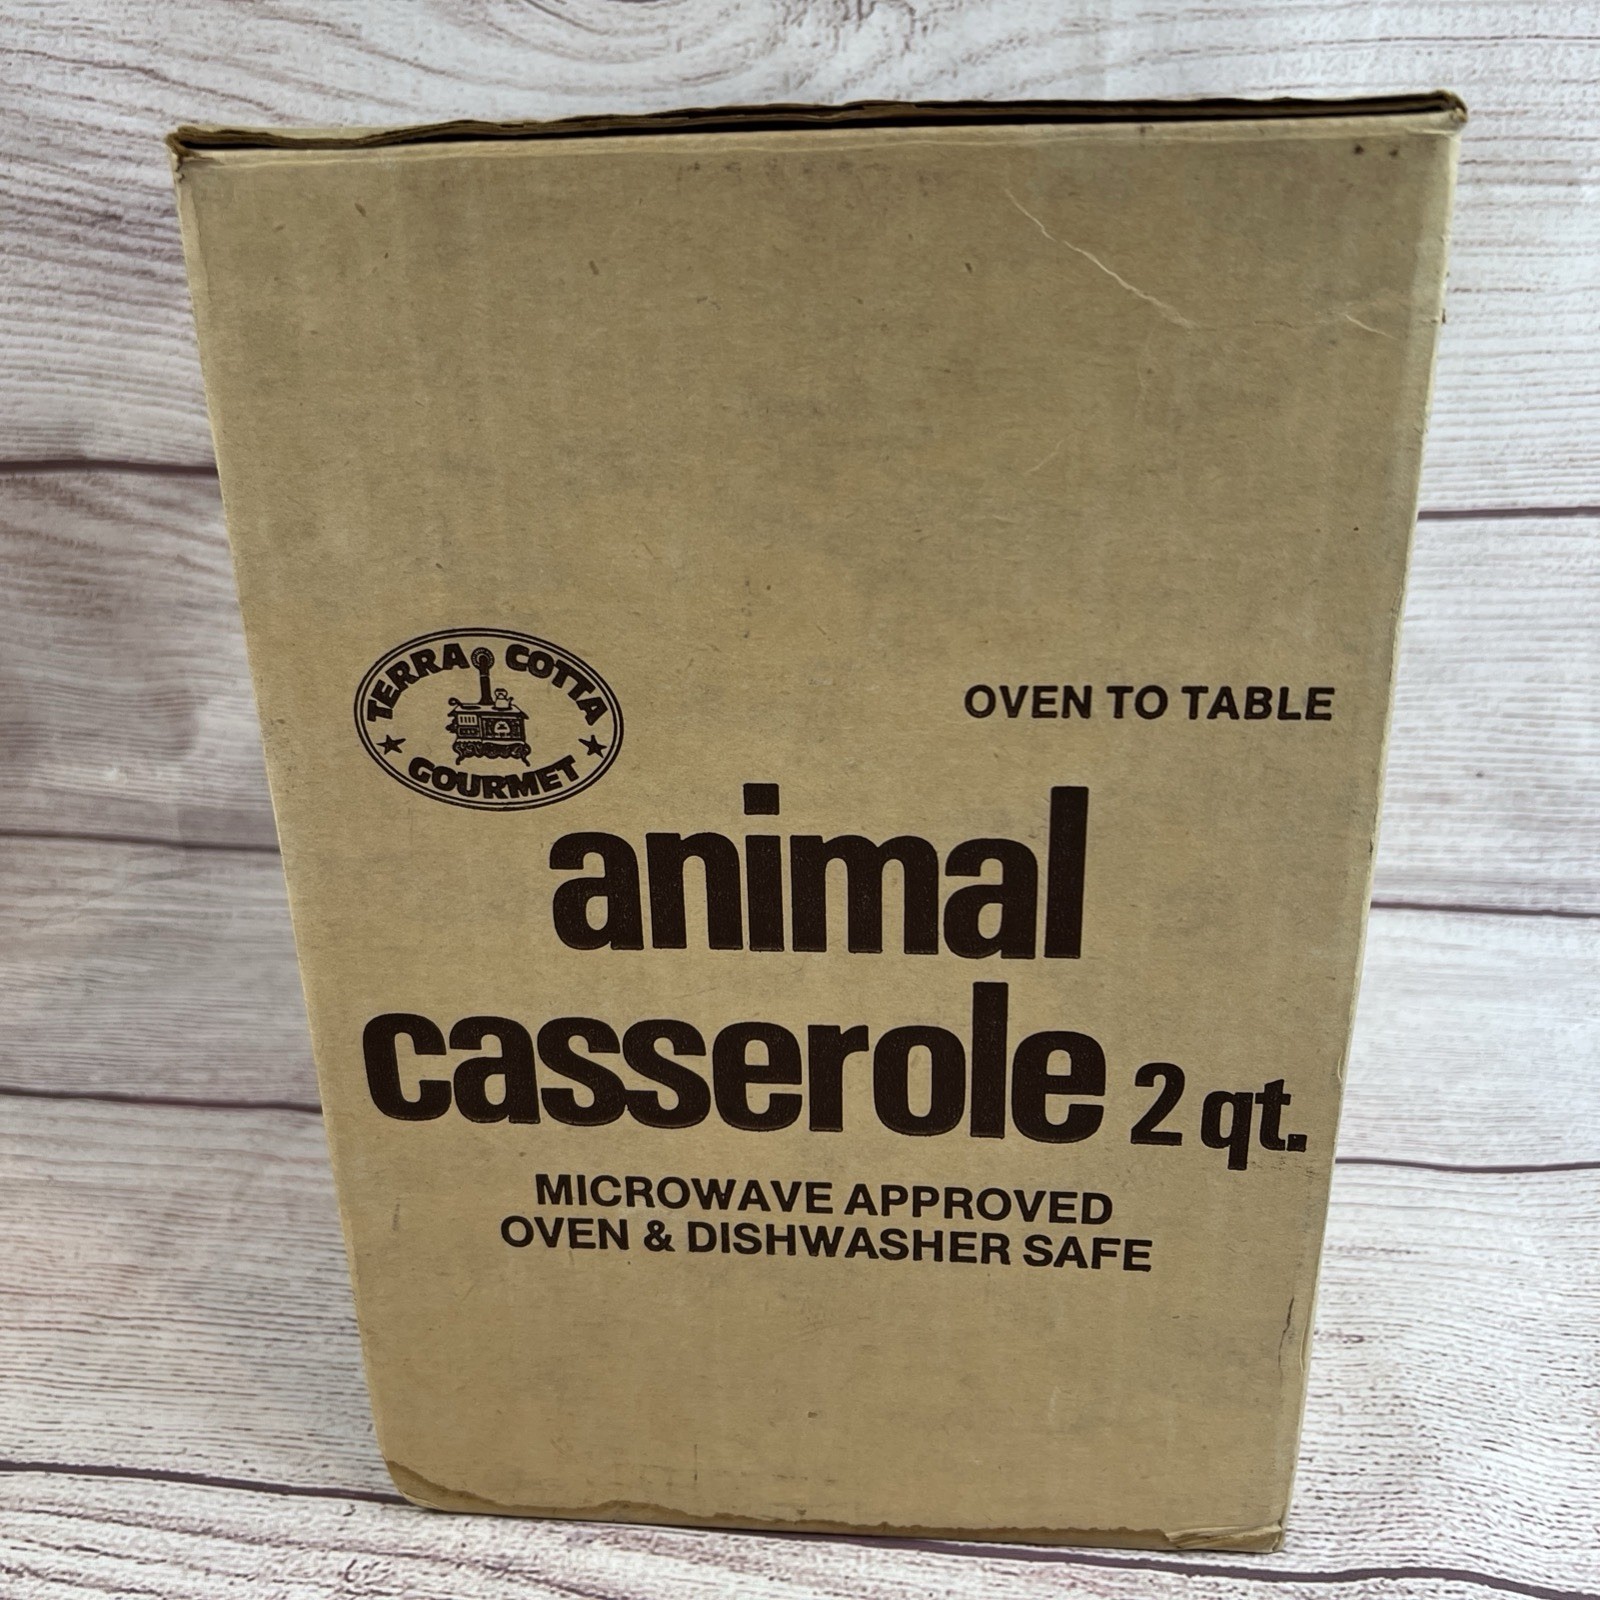 TERRA COTTA
GOURMET
OVEN TO TABLE
animal
casserole 2 qt.
MICROWAVE APPROVED
OVEN & DISHWASHER SAFE